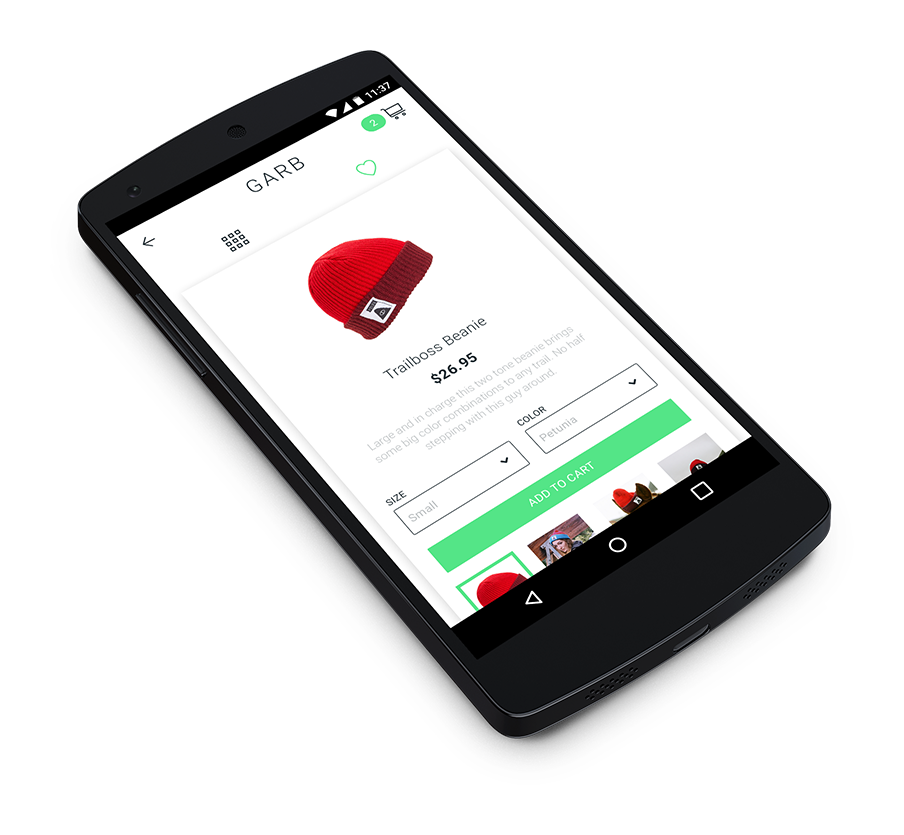 11:37
2
GARB
Trailboss Beanie
$26.95
Large and in charge this two tone beanie brings
some big color combinations to any trail. No half
stepping with this guy around.
SIZE
Small
COLOR
Petunia
ADD TO CART